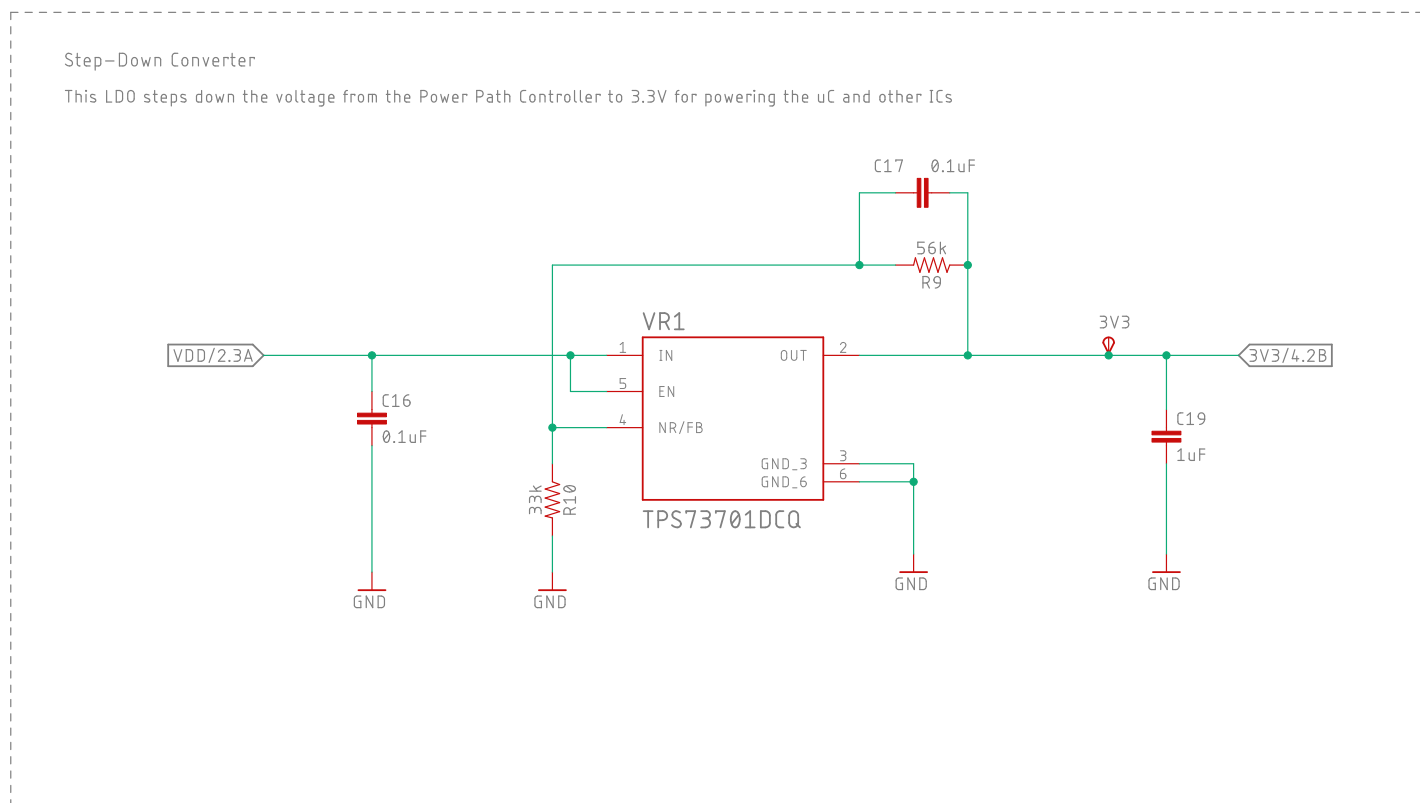 Step-Down Converter
This LDO steps down the voltage from the Power Path Controller to 3.3V for powering the uC and other ICs
C17 0.1uF
56k
R9
VR1
3V3
VDD/2.3A
1 IN
OUT 2
3V3/4.2B
5 EN
C16
0.1uF
4 NR/FB
C19
1uF
GND_3 3
GND_6 6
33k
R10
TPS73701DCQ
GND
GND
GND
GND